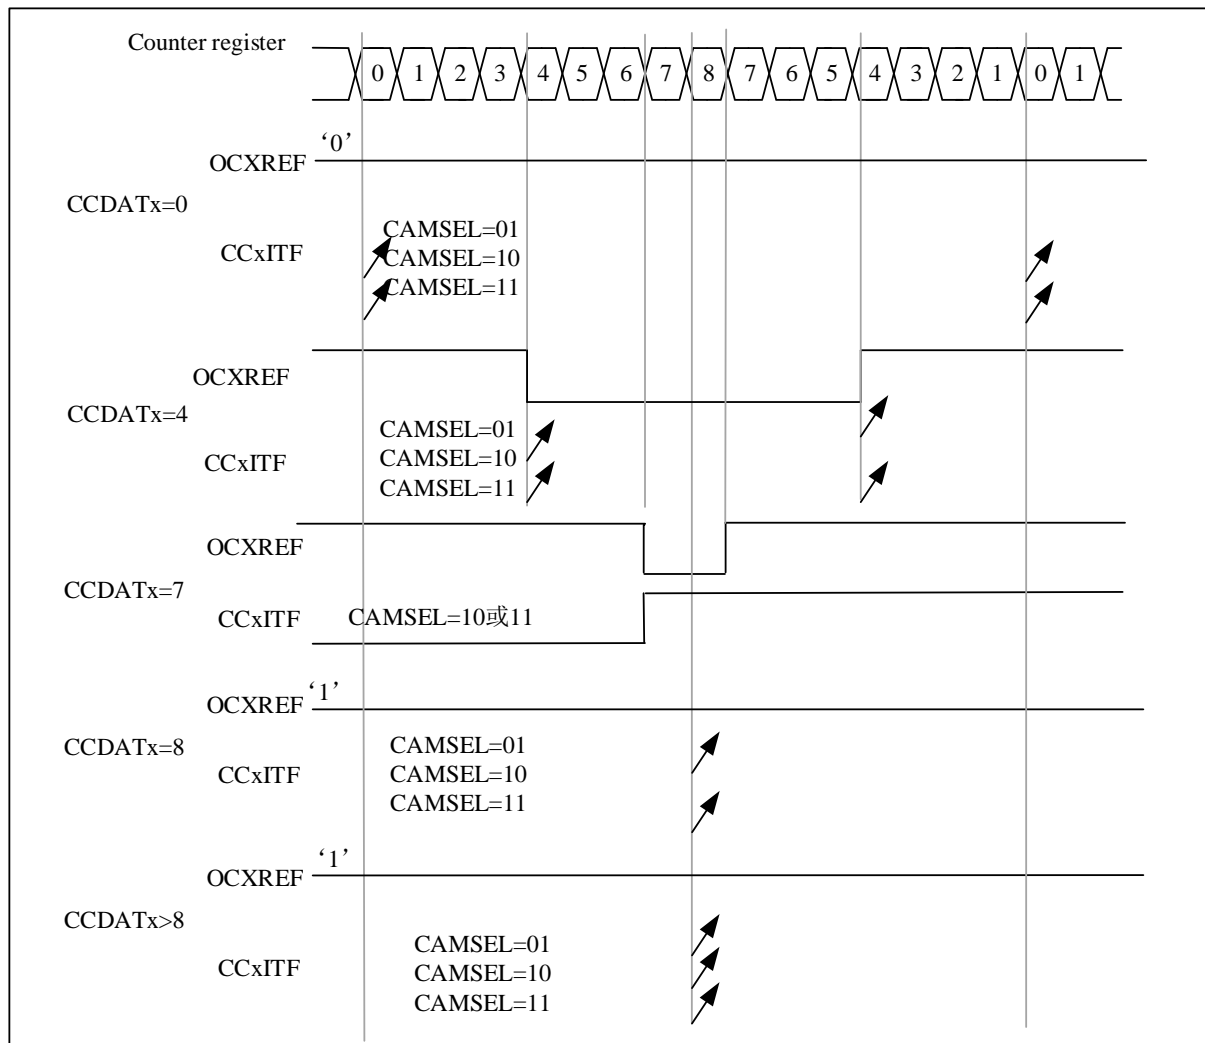 Counter register
0 1 2 3 4 5 6 7 8 7 6 5 4 3 2 1 0 1
‘0’
OCXREF
CCDATx=0
CCxITF
CAMSEL=01
CAMSEL=10
CAMSEL=11
OCXREF
CCDATx=4
CCxITF
CAMSEL=01
CAMSEL=10
CAMSEL=11
OCXREF
CCDATx=7
CCxITF
CAMSEL=10或11
‘1’
OCXREF
CCDATx=8
CCxITF
CAMSEL=01
CAMSEL=10
CAMSEL=11
‘1’
OCXREF
CCDATx>8
CCxITF
CAMSEL=01
CAMSEL=10
CAMSEL=11